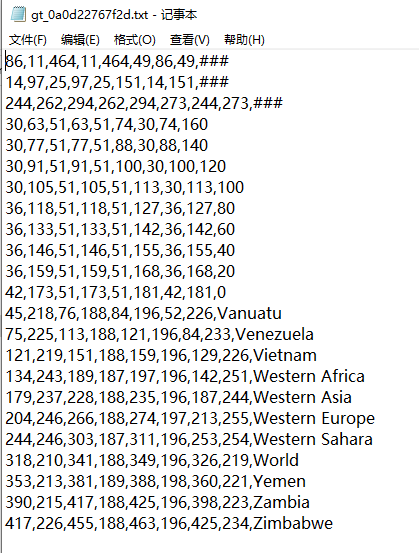 gt_0a0d22767f2d.txt - 记事本
文件(F) 编辑(E) 格式(O) 查看(V) 帮助(H)
86,11,464,11,464,49,86,49,###
14,97,25,97,25,151,14,151,###
244,262,294,262,294,273,244,273,###
30,63,51,63,51,74,30,74,160
30,77,51,77,51,88,30,88,140
30,91,51,91,51,100,30,100,120
30,105,51,105,51,113,30,113,100
36,118,51,118,51,127,36,127,80
36,133,51,133,51,142,36,142,60
36,146,51,146,51,155,36,155,40
36,159,51,159,51,168,36,168,20
42,173,51,173,51,181,42,181,0
45,218,76,188,84,196,52,226,Vanuatu
75,225,113,188,121,196,84,233,Venezuela
121,219,151,188,159,196,129,226,Vietnam
134,243,189,187,197,196,142,251,Western Africa
179,237,228,188,235,196,187,244,Western Asia
204,246,266,188,274,197,213,255,Western Europe
244,246,303,187,311,196,253,254,Western Sahara
318,210,341,188,349,196,326,219,World
353,213,381,189,388,198,360,221,Yemen
390,215,417,188,425,196,398,223,Zambia
417,226,455,188,463,196,425,234,Zimbabwe